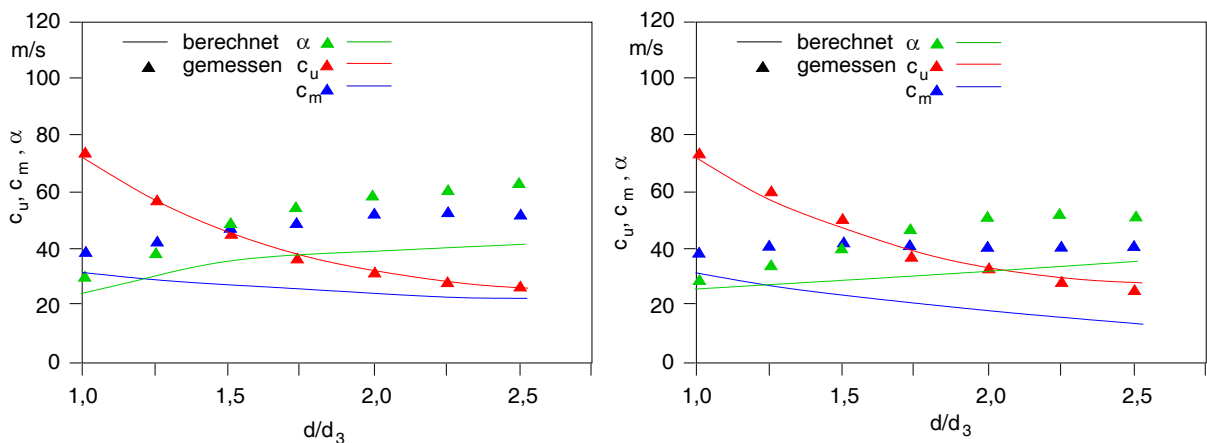 120
m/s
100
80
60
40
20
0
c_u, c_m , α
berechnet α
gemessen c_u
c_m
1,0 1,5 2,0 2,5
d/d_3
120
m/s
100
80
60
40
20
0
c_u, c_m , α
berechnet α
gemessen c_u
c_m
1,0 1,5 2,0 2,5
d/d_3